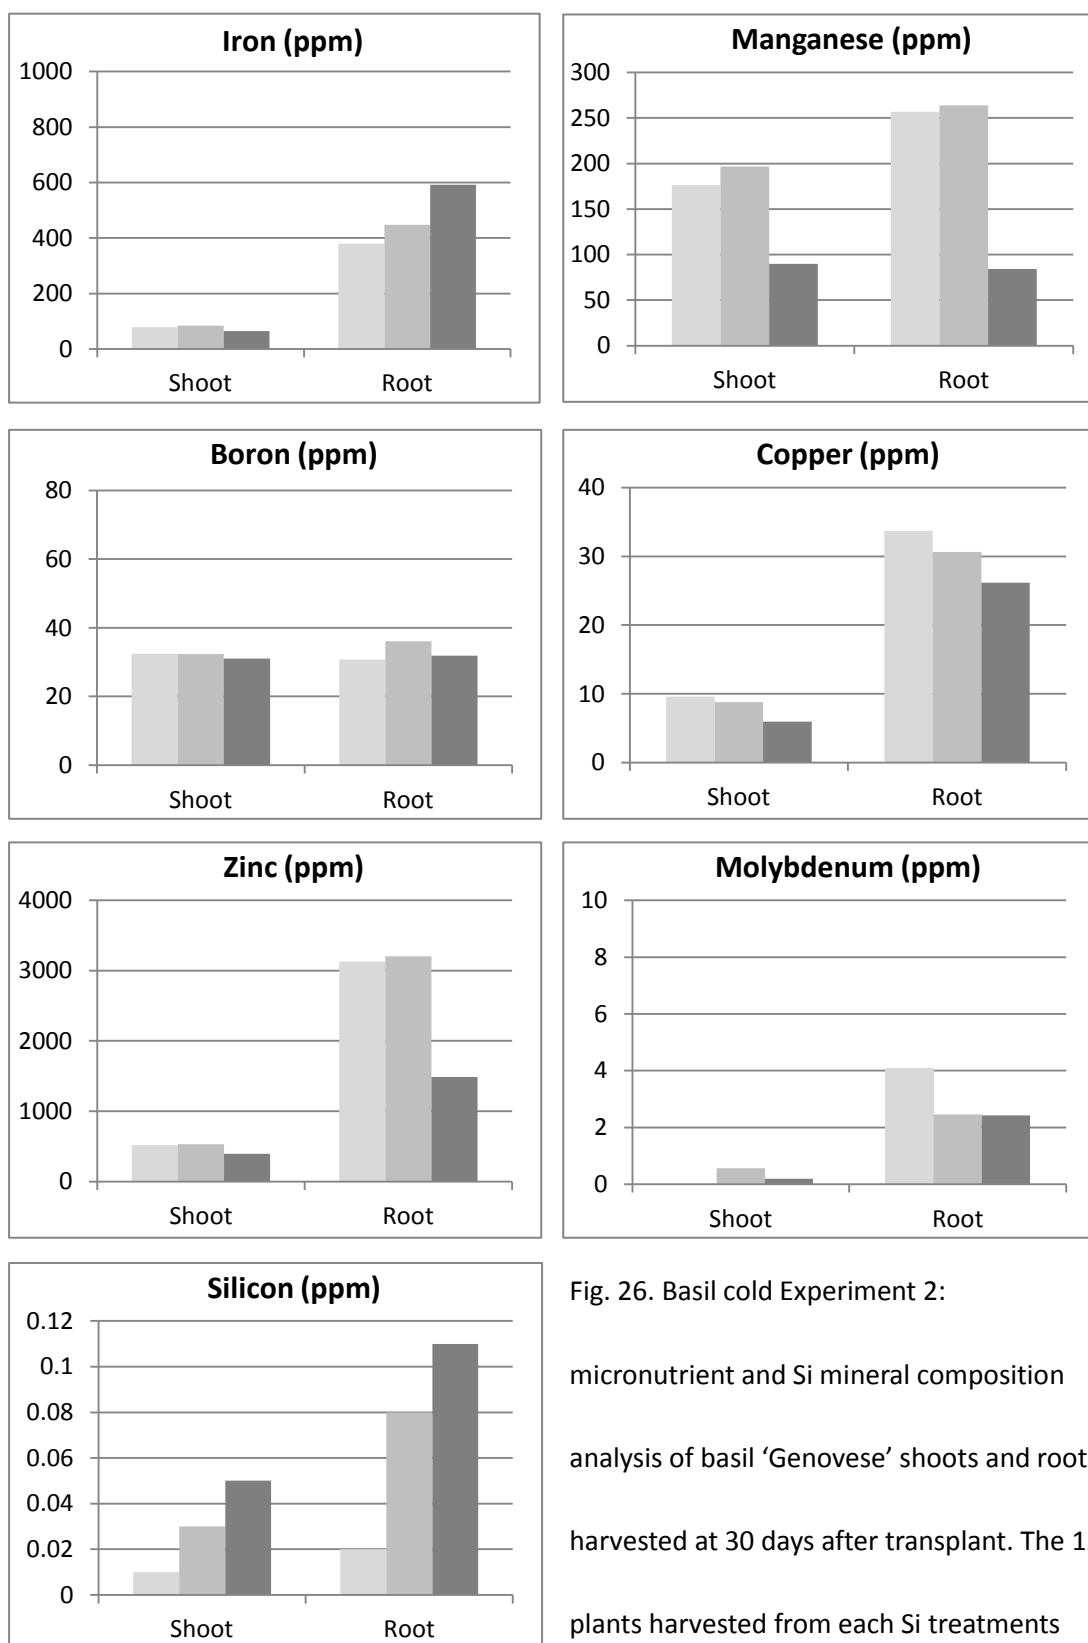 Iron (ppm)
1000
800
600
400
200
0
Shoot Root
Manganese (ppm)
300
250
200
150
100
50
0
Shoot Root
Boron (ppm)
80
60
40
20
0
Shoot Root
Copper (ppm)
40
30
20
10
0
Shoot Root
Zinc (ppm)
4000
3000
2000
1000
0
Shoot Root
Molybdenum (ppm)
10
8
6
4
2
0
Shoot Root
Silicon (ppm)
0.12
0.1
0.08
0.06
0.04
0.02
0
Shoot Root
Fig. 26. Basil cold Experiment 2:
micronutrient and Si mineral composition
analysis of basil ‘Genovese’ shoots and root
harvested at 30 days after transplant. The 1
plants harvested from each Si treatments